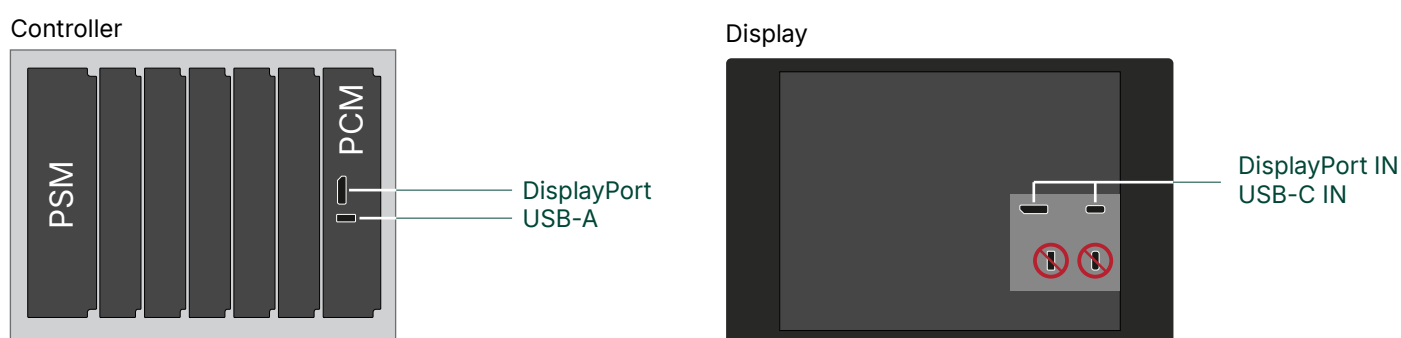 Controller
PSM
PCM
DisplayPort
USB-A
Display
DisplayPort IN
USB-C IN